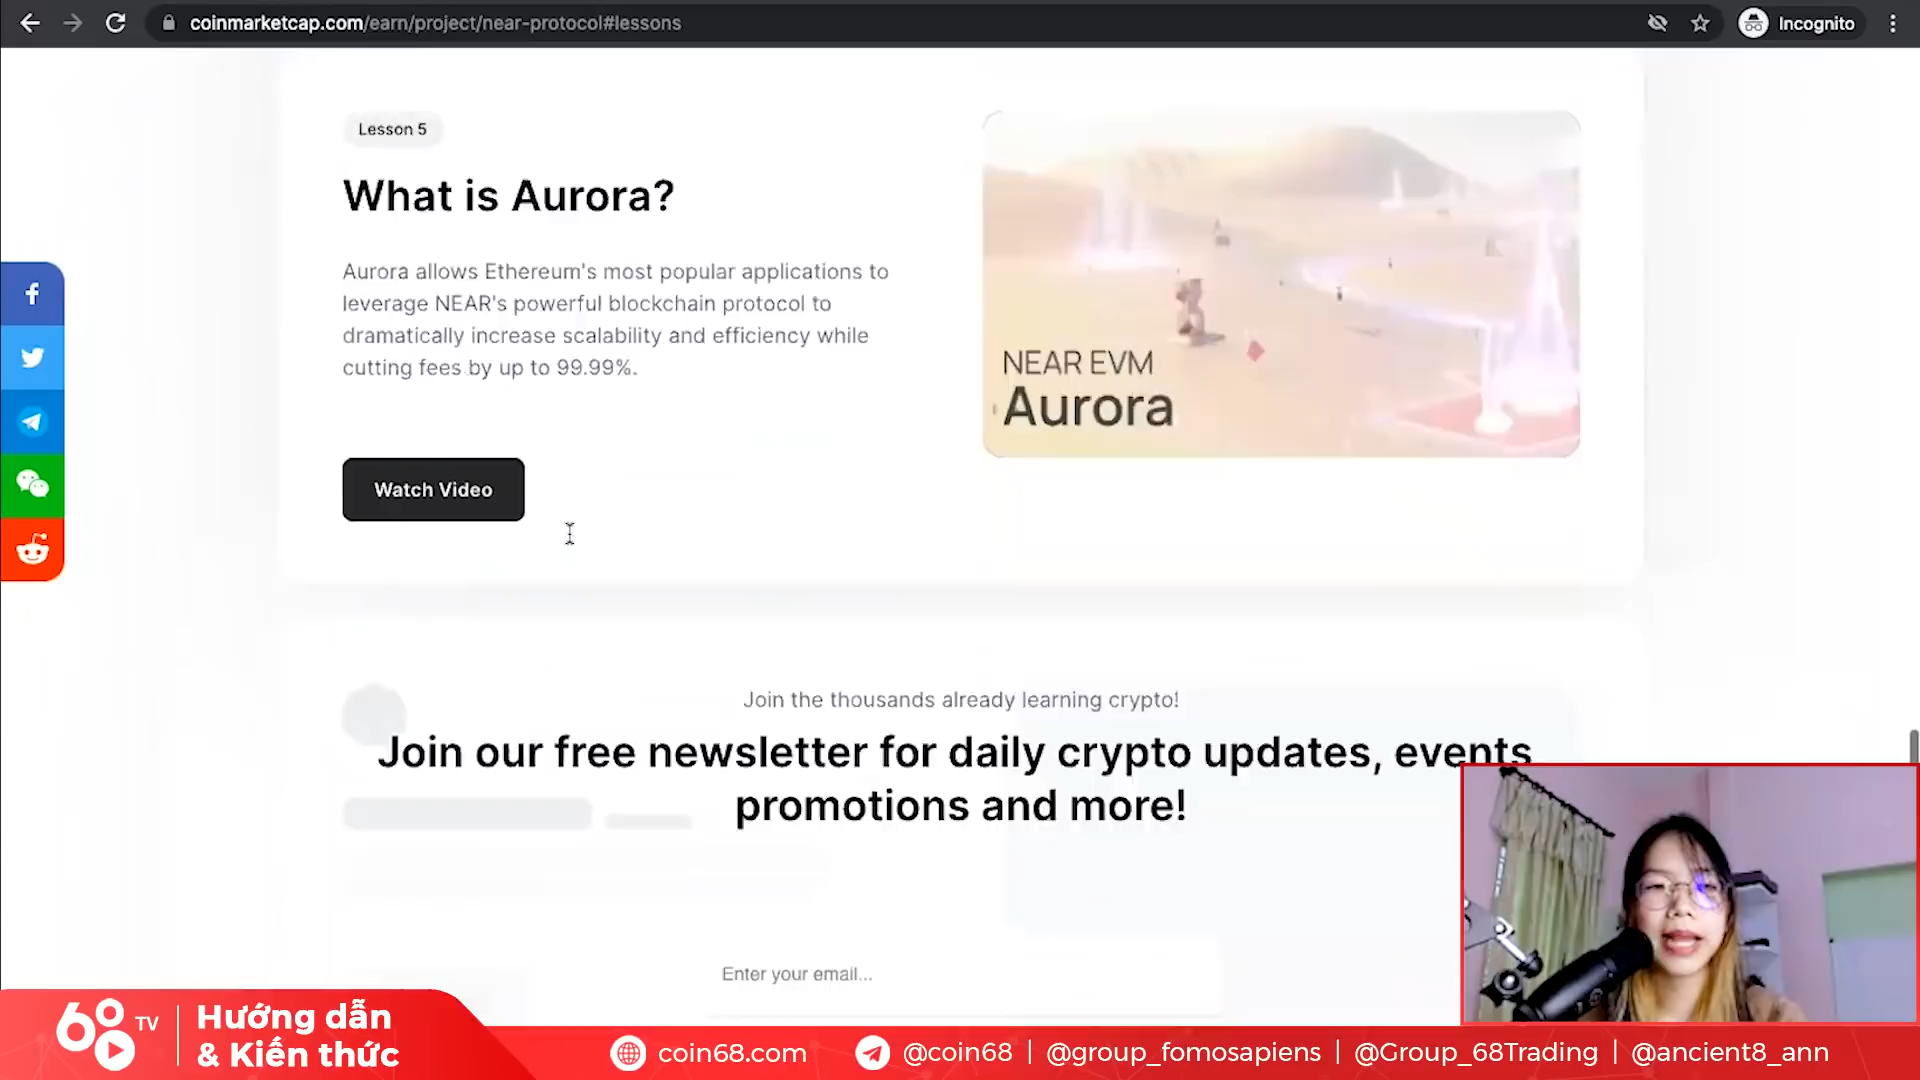 coinmarketcap.com/earn/project/near-protocol#lessons
Incognito
Lesson 5
What is Aurora?
Aurora allows Ethereum's most popular applications to
leverage NEAR's powerful blockchain protocol to
dramatically increase scalability and efficiency while
cutting fees by up to 99.99%.
Watch Video
NEAR EVM
Aurora
Join the thousands already learning crypto!
Join our free newsletter for daily crypto updates, events
promotions and more!
Enter your email...
68 TV
Hướng dẫn
& Kiến thức
coin68.com
@coin68 | @group_fomosapiens | @Group_68Trading | @ancient8_ann